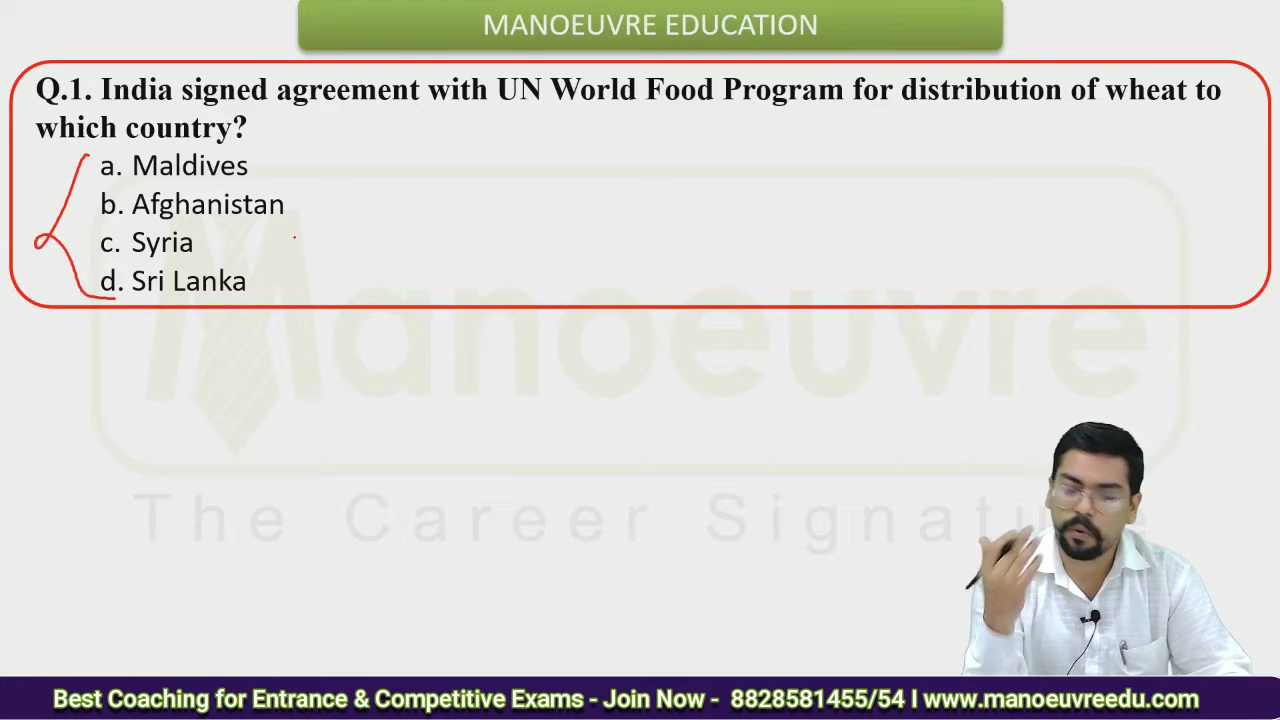 MANOEUVRE EDUCATION
Q.1. India signed agreement with UN World Food Program for distribution of wheat to
which country?
a. Maldives
b. Afghanistan
c. Syria
d. Sri Lanka
Manoeuvre
The Career Signature
Best Coaching for Entrance & Competitive Exams - Join Now - 8828581455/54 I www.manoeuvreedu.com